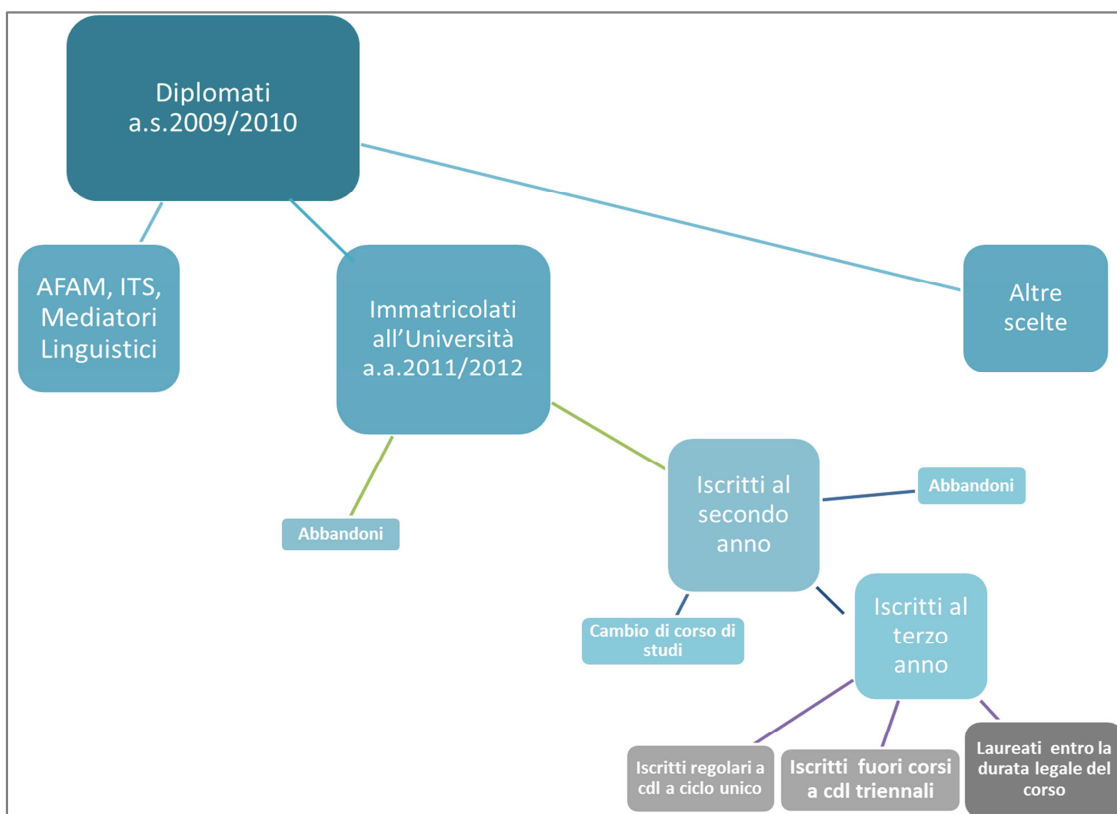 Diplomati
a.s.2009/2010
AFAM, ITS,
Mediatori
Linguistici
Immatricolati
all’Università
a.a.2011/2012
Altre
scelte
Abbandoni
Iscritti al
secondo
anno
Abbandoni
Cambio di corso di
studi
Iscritti al
terzo
anno
Iscritti regolari a
cdl a ciclo unico
Iscritti fuori corsi
a cdl triennali
Laureati entro la
durata legale del
corso